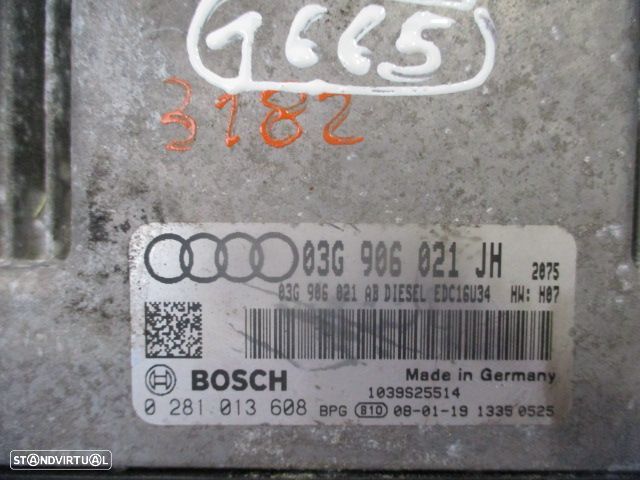 G665
3182
03G 906 021 JH 2075
03G 906 021 AB DIESEL EDC16U34 HW: H07
BOSCH Made in Germany
1039S25514
0 281 013 608 BPG 810 08-01-19 1335 0525
STANDVIRTUAL